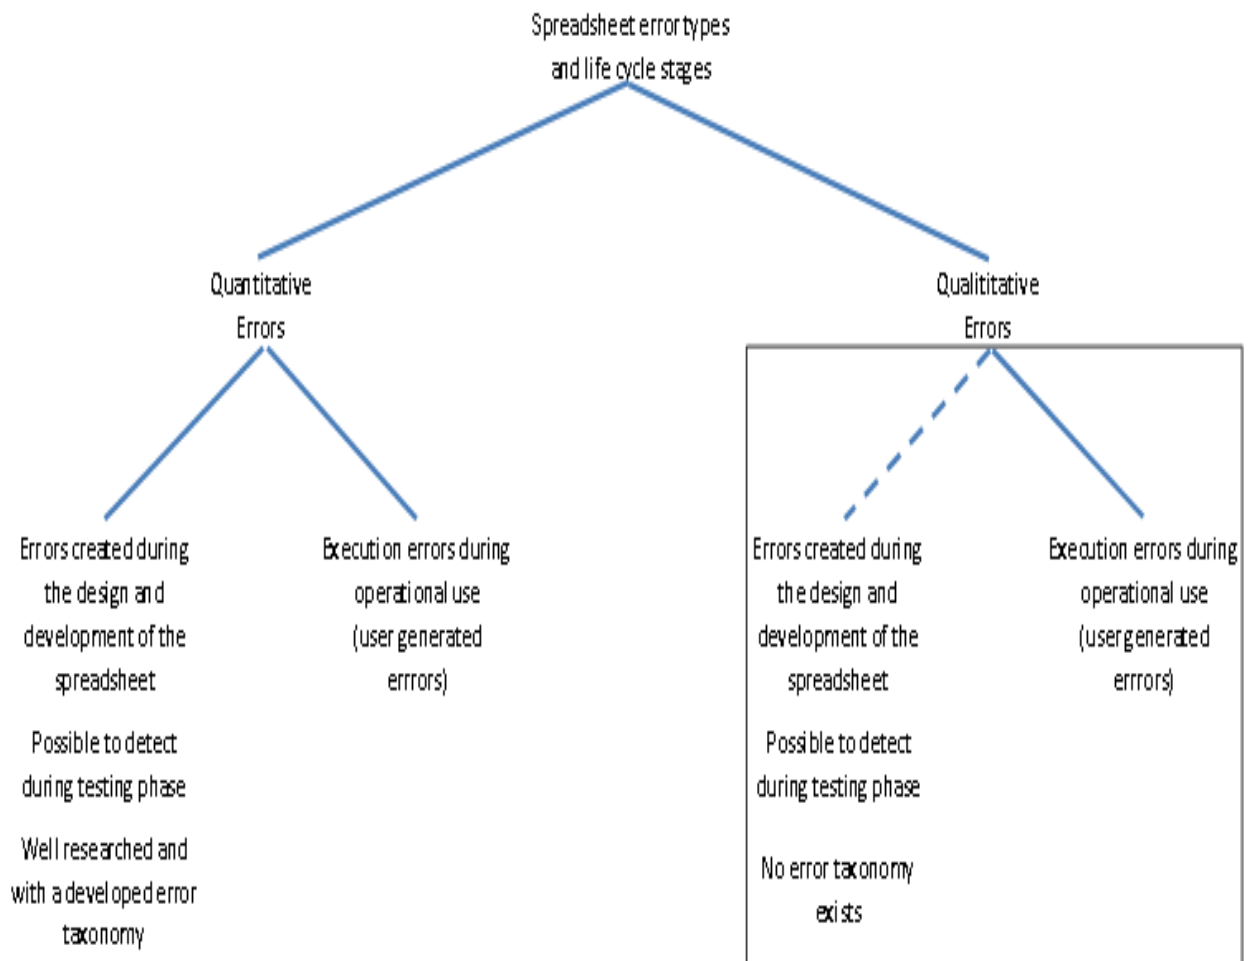 Spreadsheet error types
and life cycle stages
Quantitative
Errors
Qualititative
Errors
Errors created during
the design and
development of the
spreadsheet
Possible to detect
during testing phase
Well researched and
with a developed error
taxonomy
Execution errors during
operational use
(user generated
errrors)
Errors created during
the design and
development of the
spreadsheet
Possible to detect
during testing phase
No error taxonomy
exists
Execution errors during
operational use
(user generated
errrors)